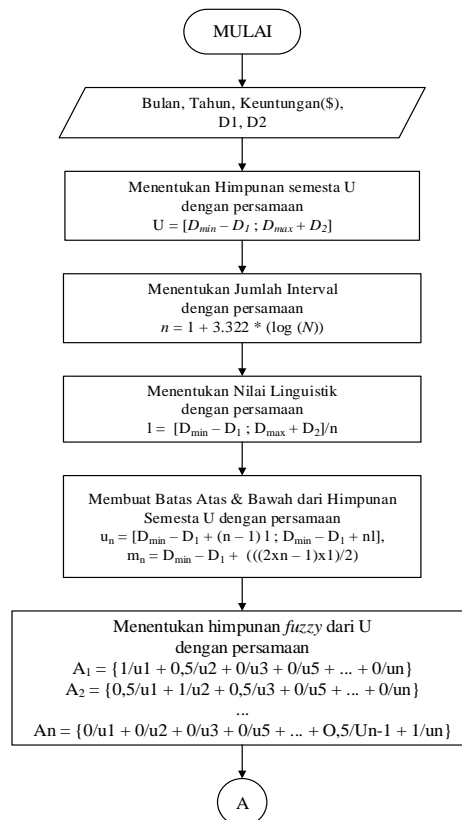 MULAI
Bulan, Tahun, Keuntungan($),
D1, D2
Menentukan Himpunan semesta U
dengan persamaan
U = [Dmin – D1 ; Dmax + D2]
Menentukan Jumlah Interval
dengan persamaan
n = 1 + 3.322 * (log (N))
Menentukan Nilai Linguistik
dengan persamaan
l = [Dmin – D1 ; Dmax + D2]/n
Membuat Batas Atas & Bawah dari Himpunan
Semesta U dengan persamaan
un = [Dmin – D1 + (n – 1) l ; Dmin – D1 + nl],
mn = Dmin – D1 + (((2xn – 1)x1)/2)
Menentukan himpunan fuzzy dari U
dengan persamaan
A1 = {1/u1 + 0,5/u2 + 0/u3 + 0/u5 + ... + 0/un}
A2 = {0,5/u1 + 1/u2 + 0,5/u3 + 0/u5 + ... + 0/un}
...
An = {0/u1 + 0/u2 + 0/u3 + 0/u5 + ... + O,5/Un-1 + 1/un}
A